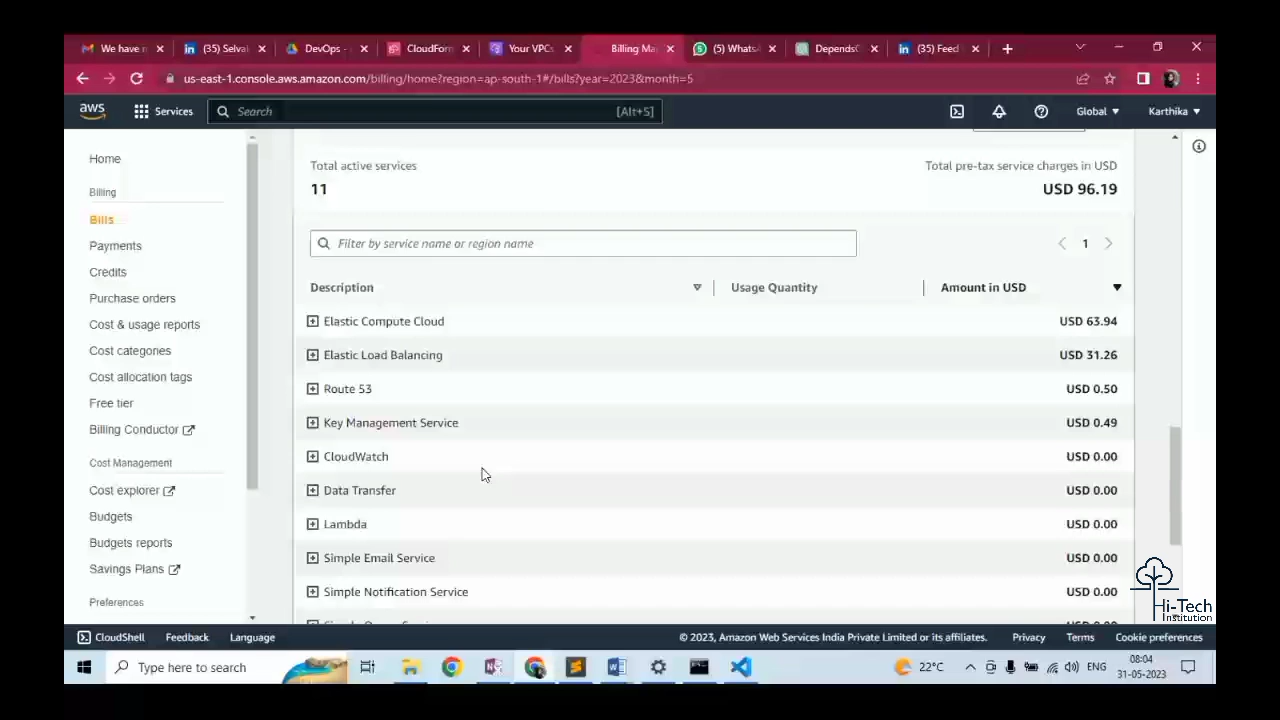 We have n
(35) Selva
DevOps -
CloudForm
Your VPCs
Billing Ma
(5) Whats
DependsO
(35) Feed
us-east-1.console.aws.amazon.com/billing/home?region=ap-south-1#/bills?year=2023&month=5
aws
Services
Search
[Alt+S]
Global
Karthika
Home
Billing
Bills
Payments
Credits
Purchase orders
Cost & usage reports
Cost categories
Cost allocation tags
Free tier
Billing Conductor
Cost Management
Cost explorer
Budgets
Budgets reports
Savings Plans
Preferences
Total active services
Total pre-tax service charges in USD
11
USD 96.19
Filter by service name or region name
1
Description
Usage Quantity
Amount in USD
Elastic Compute Cloud
USD 63.94
Elastic Load Balancing
USD 31.26
Route 53
USD 0.50
Key Management Service
USD 0.49
CloudWatch
USD 0.00
Data Transfer
USD 0.00
Lambda
USD 0.00
Simple Email Service
USD 0.00
Simple Notification Service
USD 0.00
Hi-Tech
Institution
CloudShell
Feedback
Language
© 2023, Amazon Web Services India Private Limited or its affiliates.
Privacy
Terms
Cookie preferences
Type here to search
22°C
ENG
08:04
31-05-2023